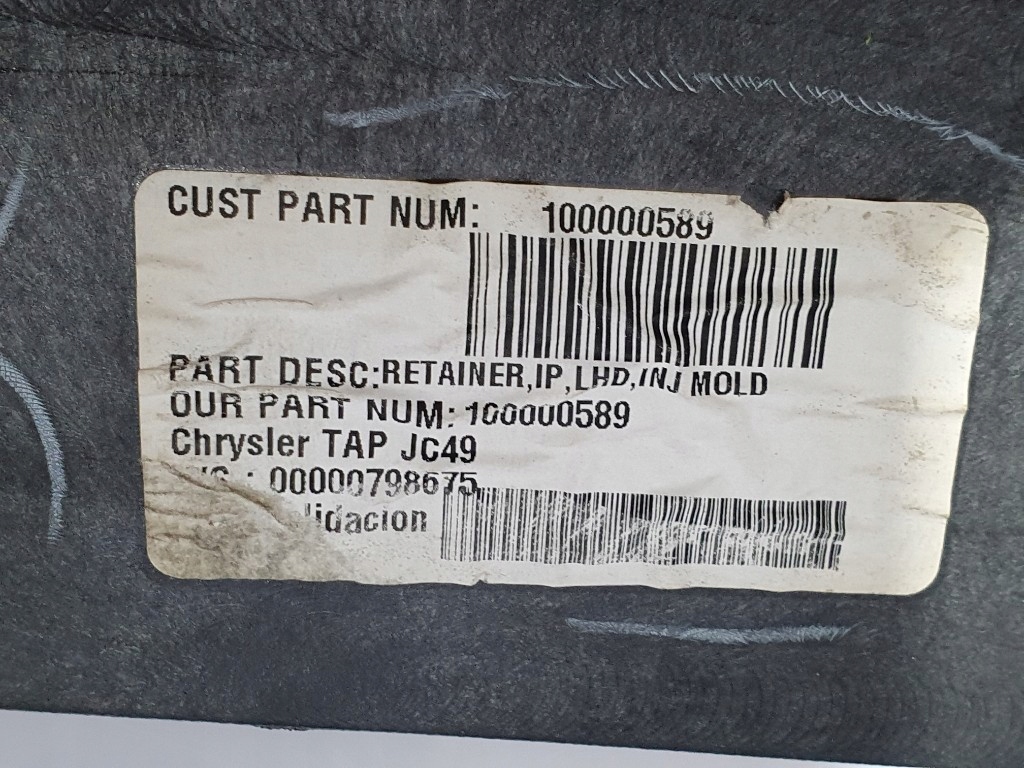 CUST PART NUM: 100000589
PART DESC:RETAINER,IP,LHD,INJ MOLD
OUR PART NUM: 100000589
Chrysler TAP JC49
00000798675